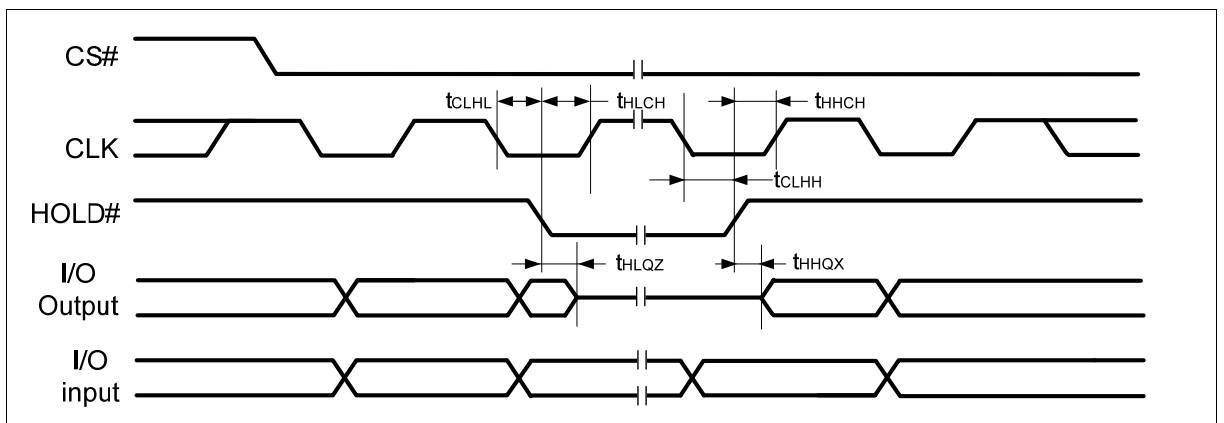 CS#
tCLHL
tHLCH
tHHCH
CLK
tCLHH
HOLD#
tHLQZ
tHHQX
I/O
Output
I/O
input